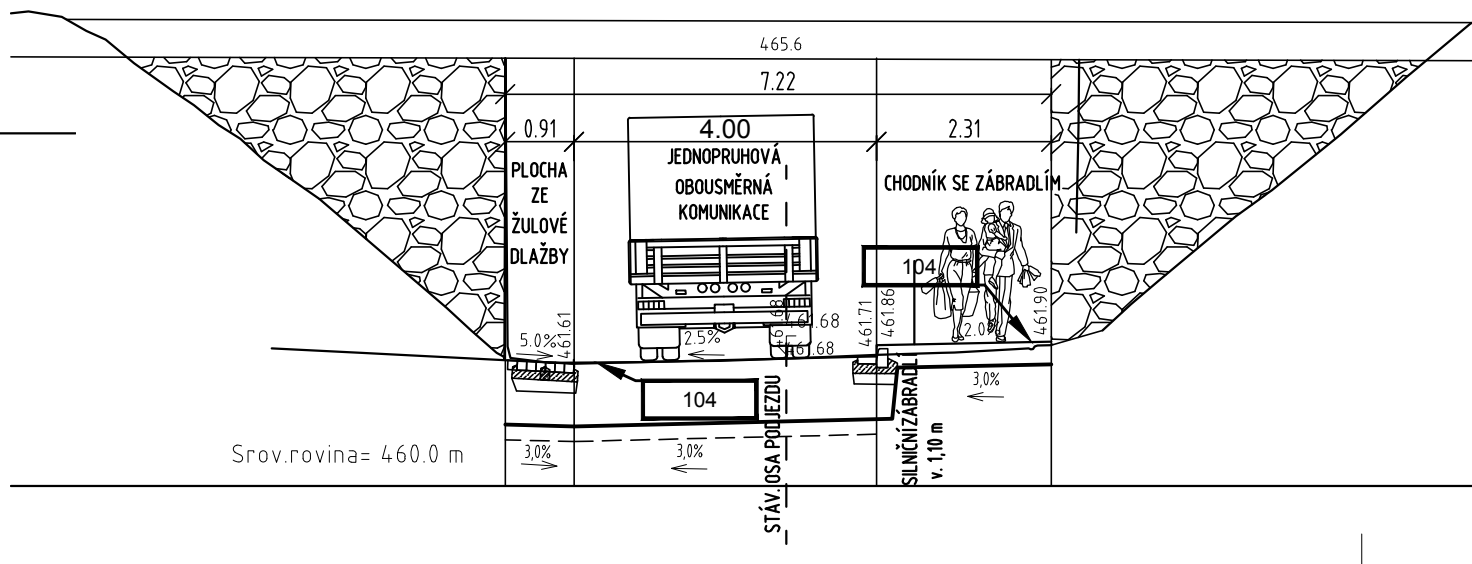 465.6
7.22
0.91
4.00
2.31
PLOCHA
ZE
ŽULOVÉ
DLAŽBY
JEDNOPRUHOVÁ
OBOUSMĚRNÁ
KOMUNIKACE
CHODNÍK SE ZÁBRADLÍM
104
5.0%
461.61
2.5%
461.68
461.68
461.68
461.71
461.86
2.0
461.90
104
3,0%
Srov.rovina= 460.0 m
3,0%
3,0%
STÁV. OSA PODJEZDU
SILNIČNÍ ZÁBRADLÍ
v. 1,10 m